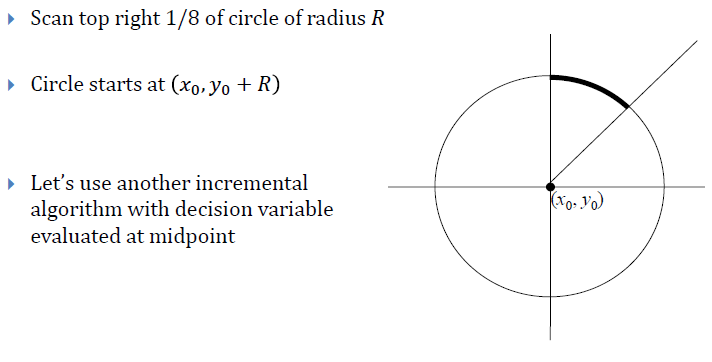 Scan top right 1/8 of circle of radius R
Circle starts at (x₀, y₀ + R)
Let's use another incremental
algorithm with decision variable
evaluated at midpoint
(x₀, y₀)